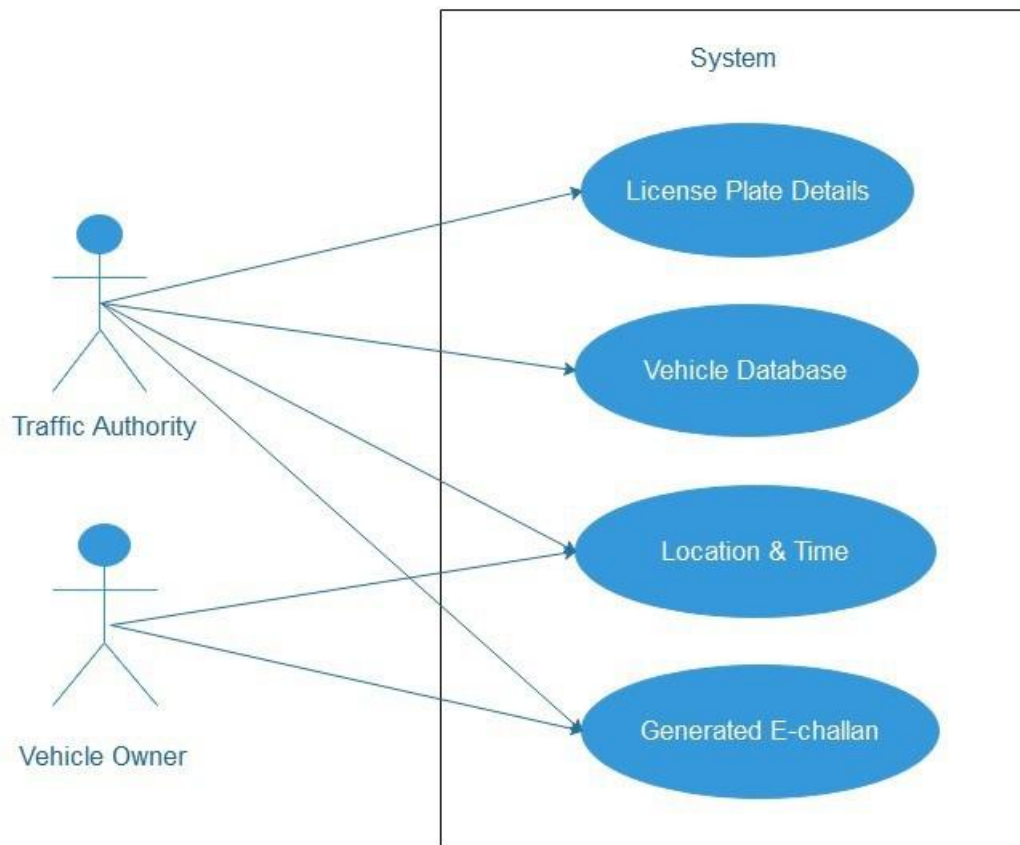 System
License Plate Details
Vehicle Database
Traffic Authority
Location & Time
Generated E-challan
Vehicle Owner